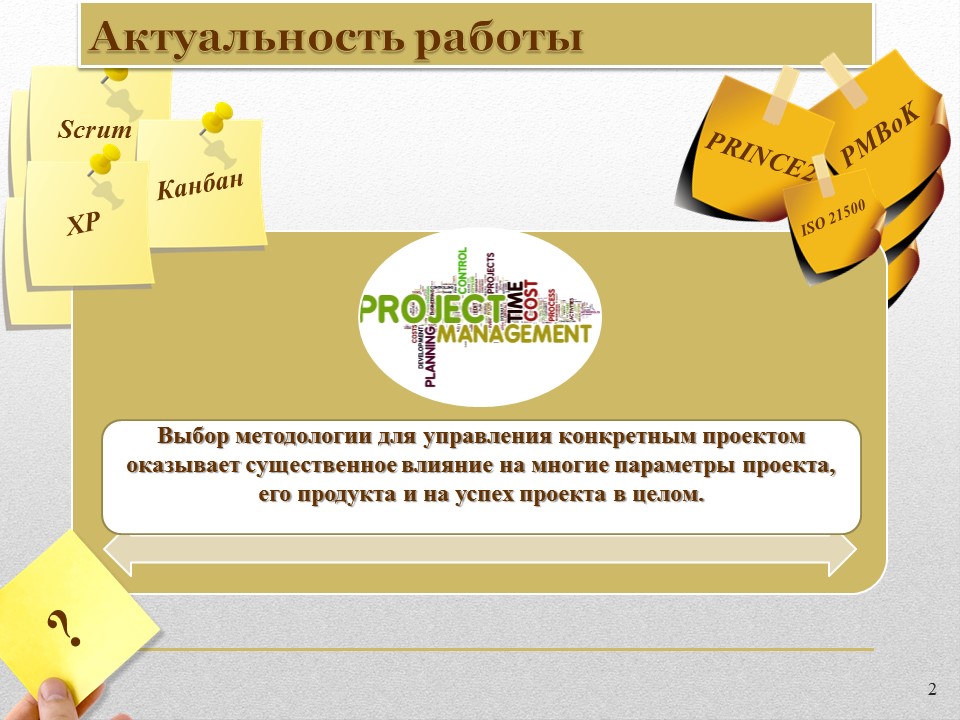 Актуальность работы
Scrum
Канбан
XP
PRINCE2
PMBoK
ISO 21500
CONTROL
PROJECTS
PROJECT
TIME
COST
PROCESS
MANAGEMENT
PLANNING
DEVELOPMENT
COSTS
Выбор методологии для управления конкретным проектом
оказывает существенное влияние на многие параметры проекта,
его продукта и на успех проекта в целом.
?
2